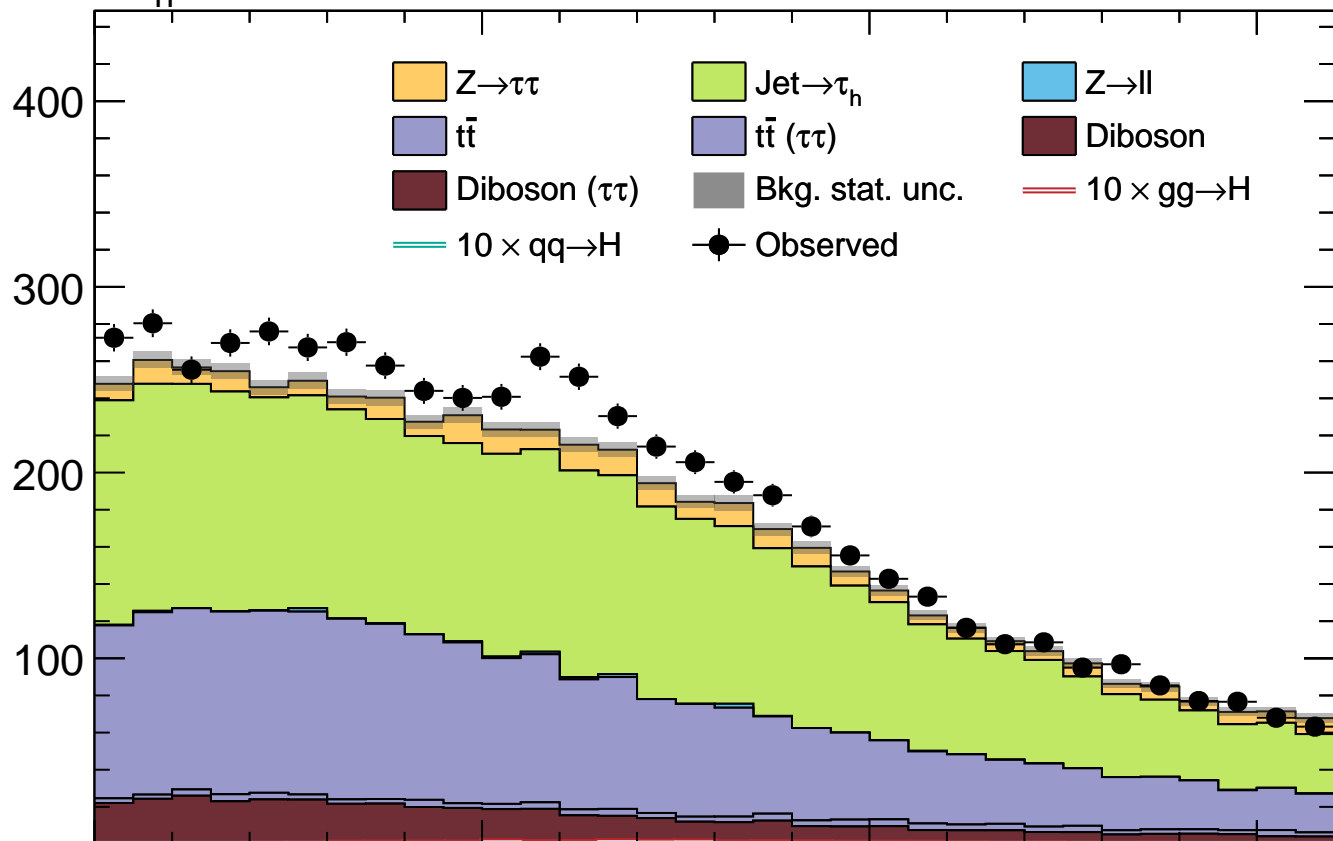 400
Z→ττ Jet→τh Z→ll
tt̄ tt̄ (ττ) Diboson
Diboson (ττ) Bkg. stat. unc. 10 × gg→H
10 × qq→H Observed
300
200
100